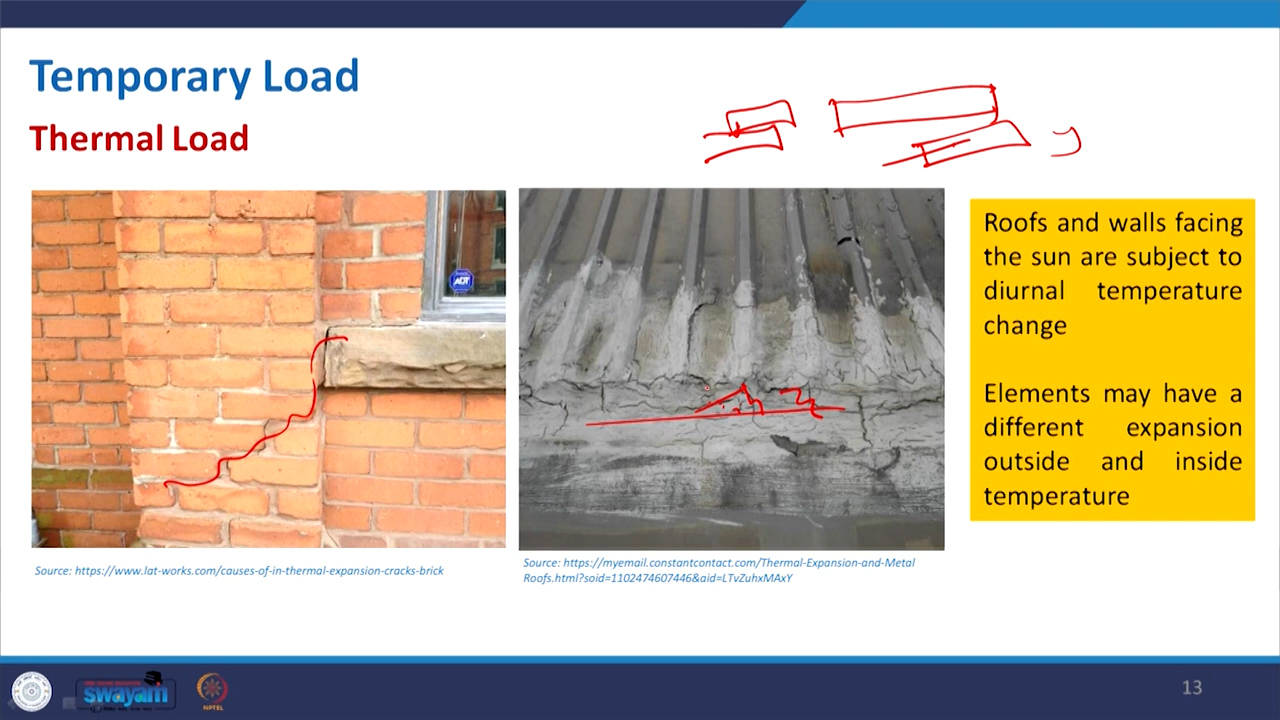 Temporary Load
Thermal Load
ADT
Roofs and walls facing
the sun are subject to
diurnal temperature
change
Elements may have a
different expansion
outside and inside
temperature
Source: https://www.lat-works.com/causes-of-in-thermal-expansion-cracks-brick
Source: https://myemail.constantcontact.com/Thermal-Expansion-and-Metal
Roofs.html?soid=1102474607446&aid=LTvZuhxMAxY
swayam
NPTEL
13